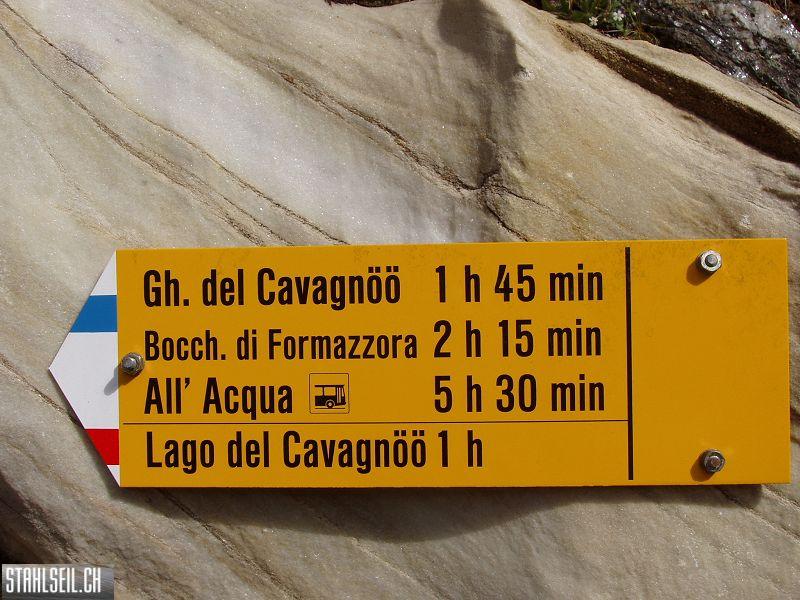 Gh. del Cavagnöö 1 h 45 min
Bocch. di Formazzora 2 h 15 min
All' Acqua 5 h 30 min
Lago del Cavagnöö 1 h
STAHLSEIL.CH